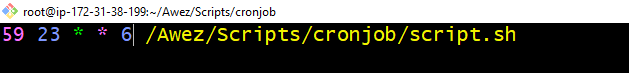 root@ip-172-31-38-199:~/Awez/Scripts/cronjob
59 23 * * 6 /Awez/Scripts/cronjob/script.sh